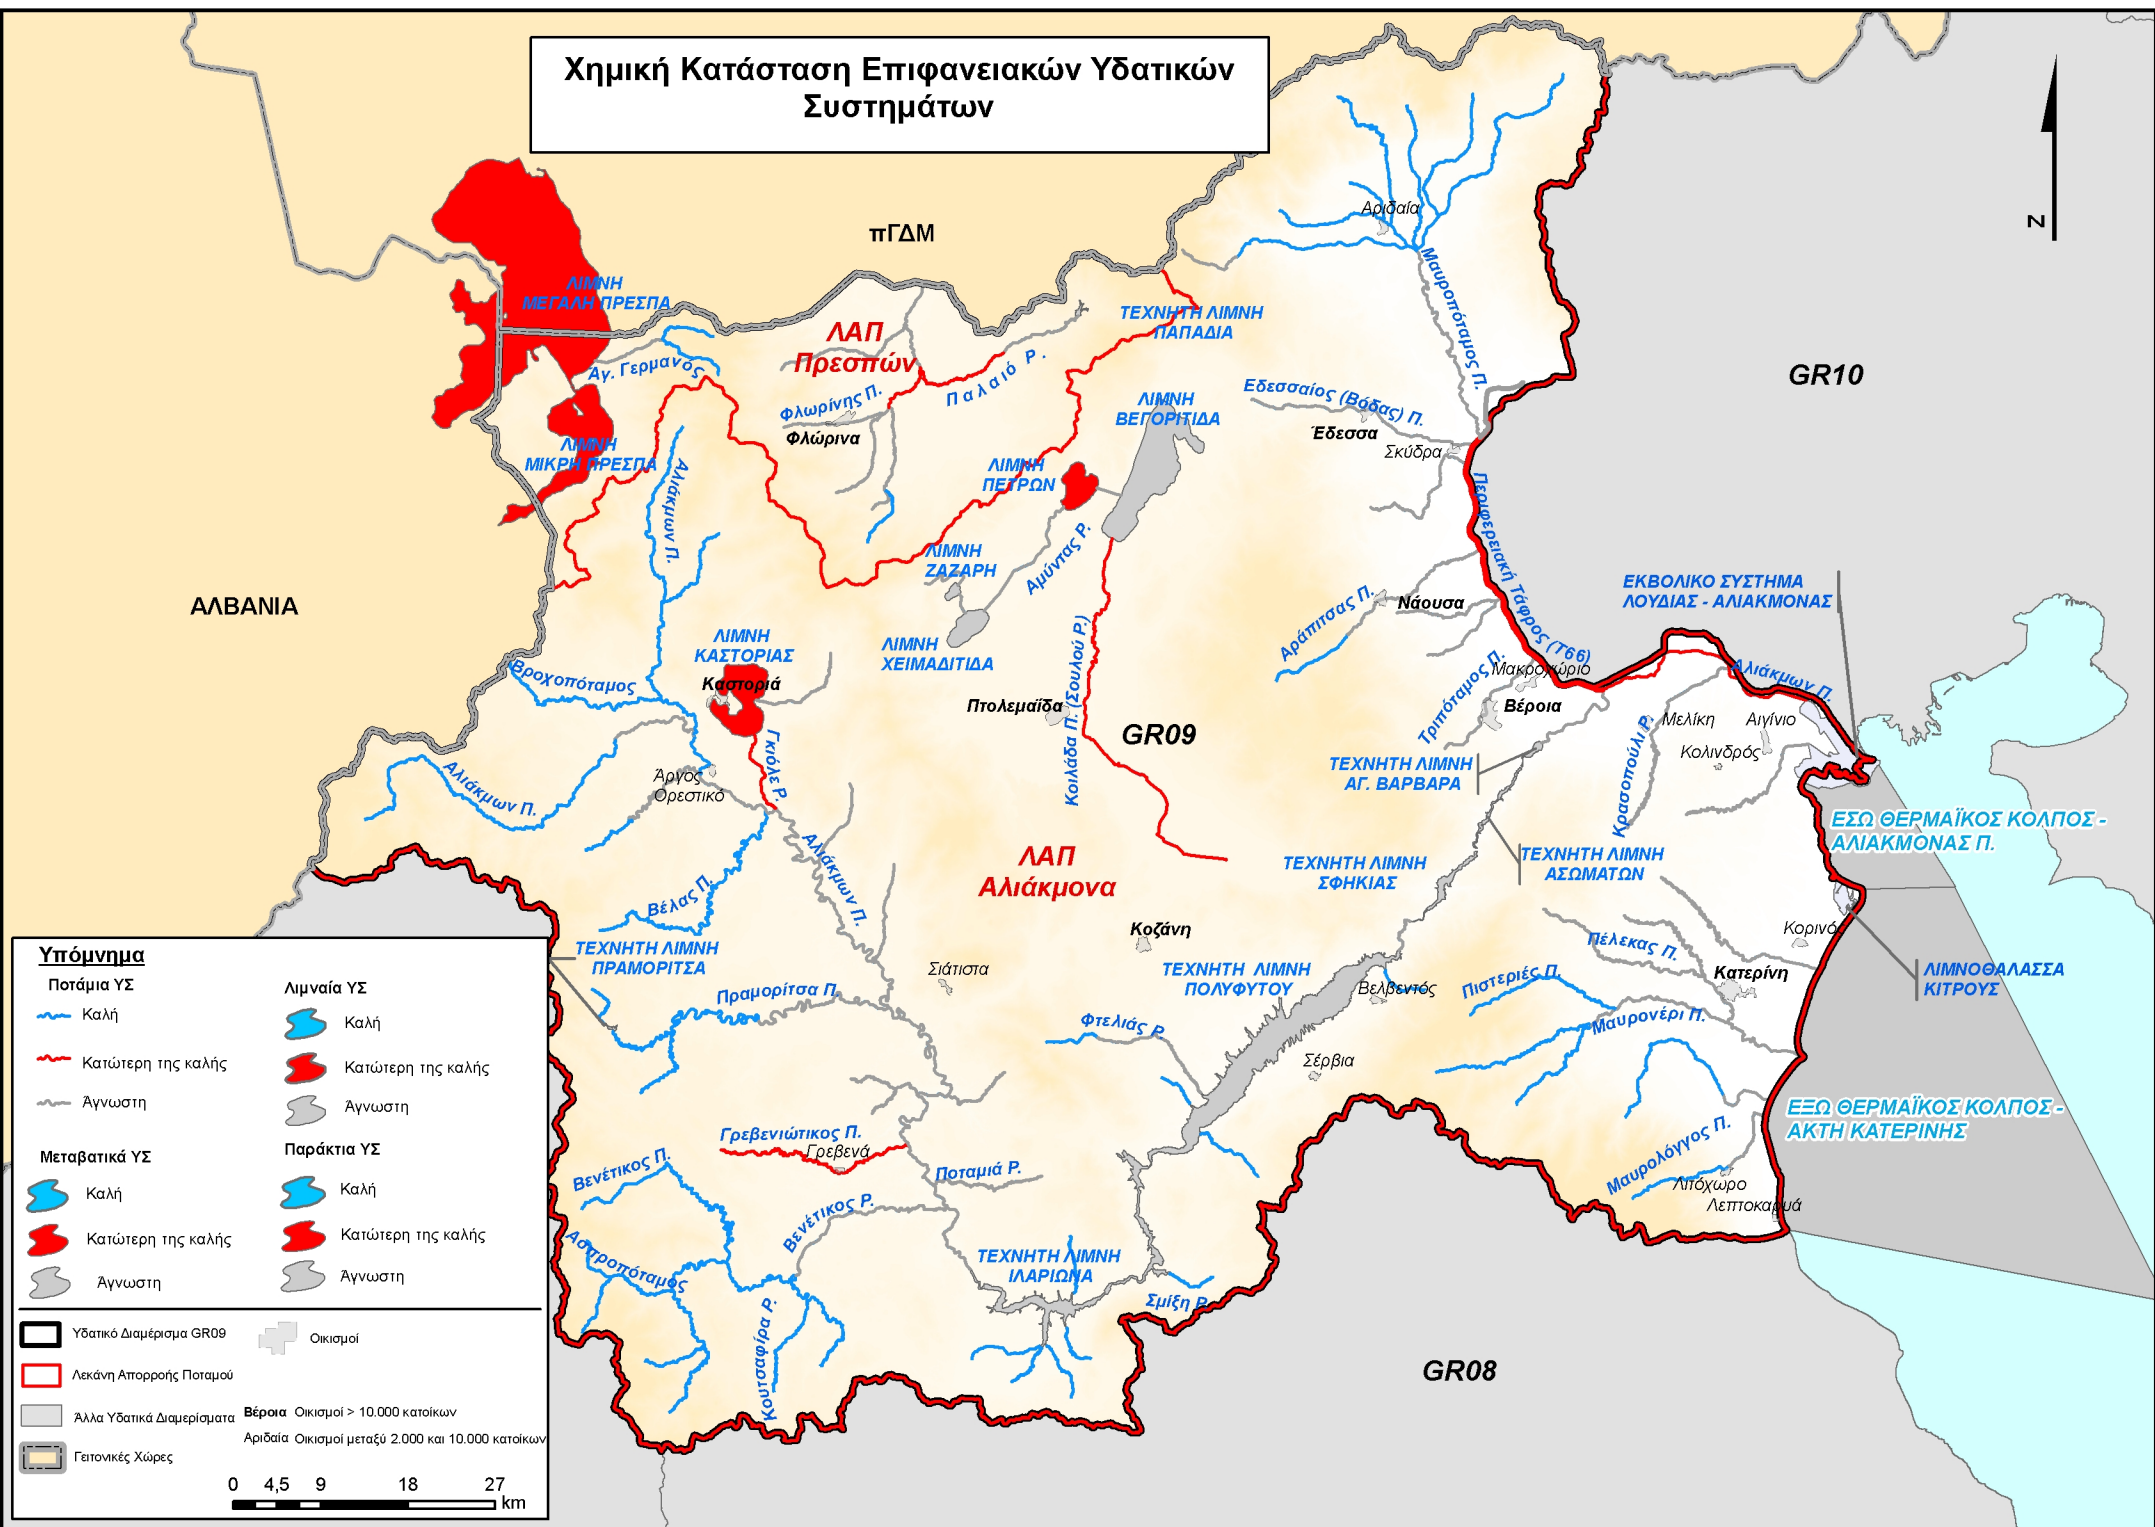 Χημική Κατάσταση Επιφανειακών Υδατικών
Συστημάτων
πΓΔΜ
ΑΛΒΑΝΙΑ
GR10
GR09
GR08
Z
ΛΑΠ
Πρεσπών
ΛΑΠ
Αλιάκμονα
ΛΙΜΝΗ
ΜΕΓΑΛΗ ΠΡΕΣΠΑ
Αγ. Γερμανός
ΛΙΜΝΗ
ΜΙΚΡΗ ΠΡΕΣΠΑ
Αλιάκμων Π.
Φλωρίνης Π.
Φλώρινα
Παλαιό Ρ.
ΤΕΧΝΗΤΗ ΛΙΜΝΗ
ΠΑΠΑΔΙΑ
ΛΙΜΝΗ
ΒΕΓΟΡΙΤΙΔΑ
ΛΙΜΝΗ
ΠΕΤΡΩΝ
Αριδαία
Μαυροπόταμος Π.
Εδεσσαίος (Βόδας) Π.
Έδεσσα
Σκύδρα
Περιφερειακή Τάφρος (Τ66)
ΛΙΜΝΗ
ΖΑΖΑΡΗ
Αμύντας Ρ.
ΛΙΜΝΗ
ΧΕΙΜΑΔΙΤΙΔΑ
Αράπιτσας Π.
Νάουσα
ΕΚΒΟΛΙΚΟ ΣΥΣΤΗΜΑ
ΛΟΥΔΙΑΣ - ΑΛΙΑΚΜΟΝΑΣ
ΛΙΜΝΗ
ΚΑΣΤΟΡΙΑΣ
Καστοριά
Βροχοπόταμος
Πτολεμαΐδα
Κοιλάδα Π. (Σουλού Ρ.)
Τριπόταμος Π.
Μακροχώριο
Βέροια
Αλιάκμων Π.
Μελίκη
Αιγίνιο
Κολινδρός
Κρασοπούλι Ρ.
Γκιόλε Ρ.
Άργος
Ορεστικό
Αλιάκμων Π.
Αλιάκμων Π.
ΤΕΧΝΗΤΗ ΛΙΜΝΗ
ΑΓ. ΒΑΡΒΑΡΑ
ΤΕΧΝΗΤΗ ΛΙΜΝΗ
ΣΦΗΚΙΑΣ
ΤΕΧΝΗΤΗ ΛΙΜΝΗ
ΑΣΩΜΑΤΩΝ
ΕΣΩ ΘΕΡΜΑΪΚΟΣ ΚΟΛΠΟΣ -
ΑΛΙΑΚΜΟΝΑΣ Π.
Βέλας Π.
ΤΕΧΝΗΤΗ ΛΙΜΝΗ
ΠΡΑΜΟΡΙΤΣΑ
Πραμορίτσα Π.
Σιάτιστα
Κοζάνη
ΤΕΧΝΗΤΗ ΛΙΜΝΗ
ΠΟΛΥΦΥΤΟΥ
Βελβεντός
Πιστεριές Π.
Πέλεκας Π.
Κατερίνη
Κορινό
ΛΙΜΝΟΘΑΛΑΣΣΑ
ΚΙΤΡΟΥΣ
Μαυρονέρι Π.
Φτελιάς Ρ.
Σέρβια
ΕΞΩ ΘΕΡΜΑΪΚΟΣ ΚΟΛΠΟΣ -
ΑΚΤΗ ΚΑΤΕΡΙΝΗΣ
Μαυρολόγγος Π.
Λιτόχωρο
Λεπτοκαρυά
Γρεβενιώτικος Π.
Γρεβενά
Βενέτικος Π.
Ποταμιά Ρ.
Βενέτικος Ρ.
Ασπροπόταμος
Κουτσαφίρα Ρ.
ΤΕΧΝΗΤΗ ΛΙΜΝΗ
ΙΛΑΡΙΩΝΑ
Σμίξη Ρ.
Υπόμνημα
Ποτάμια ΥΣ
Καλή
Κατώτερη της καλής
Άγνωστη
Λιμναία ΥΣ
Καλή
Κατώτερη της καλής
Άγνωστη
Μεταβατικά ΥΣ
Καλή
Κατώτερη της καλής
Άγνωστη
Παράκτια ΥΣ
Καλή
Κατώτερη της καλής
Άγνωστη
Υδατικό Διαμέρισμα GR09
Οικισμοί
Λεκάνη Απορροής Ποταμού
Άλλα Υδατικά Διαμερίσματα
Βέροια Οικισμοί > 10.000 κατοίκων
Αριδαία Οικισμοί μεταξύ 2.000 και 10.000 κατοίκων
Γειτονικές Χώρες
0 4,5 9 18 27
km